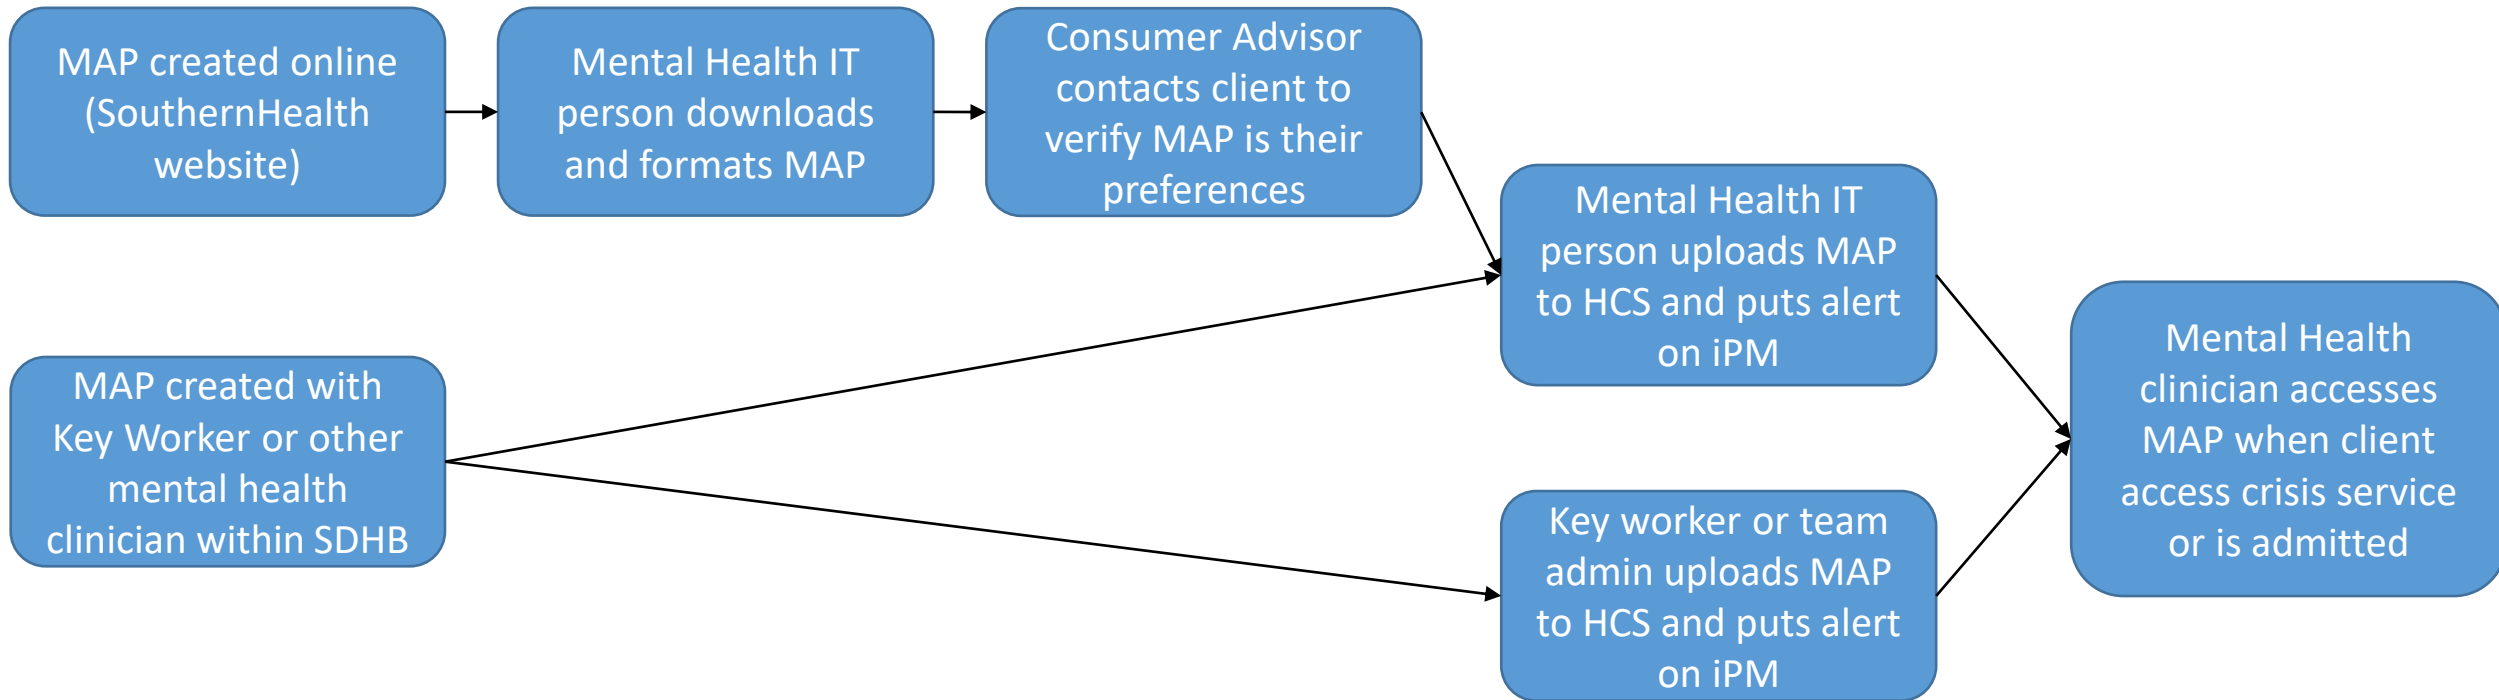 MAP created online
(SouthernHealth
website)
Mental Health IT
person downloads
and formats MAP
Consumer Advisor
contacts client to
verify MAP is their
preferences
Mental Health IT
person uploads MAP
to HCS and puts alert
on iPM
MAP created with
Key Worker or other
mental health
clinician within SDHB
Key worker or team
admin uploads MAP
to HCS and puts alert
on iPM
Mental Health
clinician accesses
MAP when client
access crisis service
or is admitted